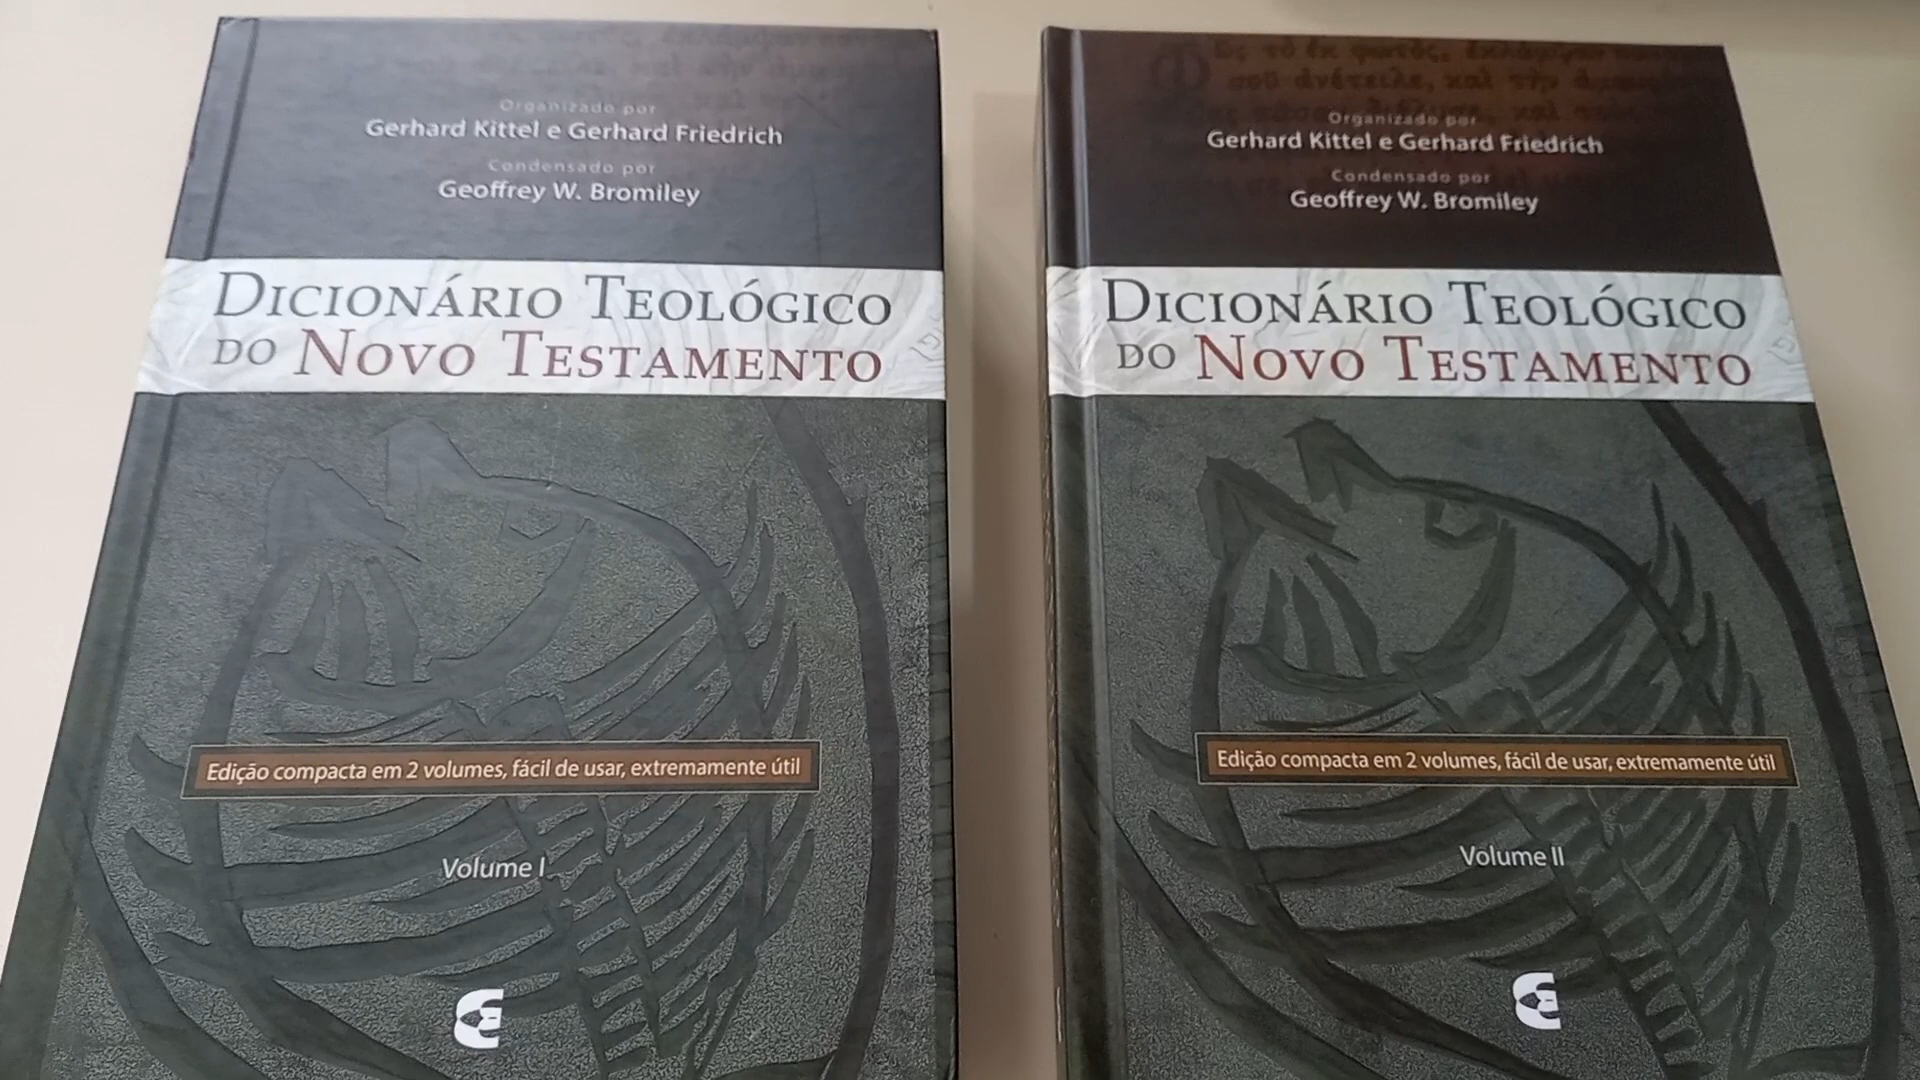 Organizado por
Gerhard Kittel e Gerhard Friedrich
Condensado por
Geoffrey W. Bromiley
DICIONÁRIO TEOLÓGICO
DO NOVO TESTAMENTO
Edição compacta em 2 volumes, fácil de usar, extremamente útil
Volume I
Organizado por
Gerhard Kittel e Gerhard Friedrich
Condensado por
Geoffrey W. Bromiley
DICIONÁRIO TEOLÓGICO
DO NOVO TESTAMENTO
Edição compacta em 2 volumes, fácil de usar, extremamente útil
Volume II